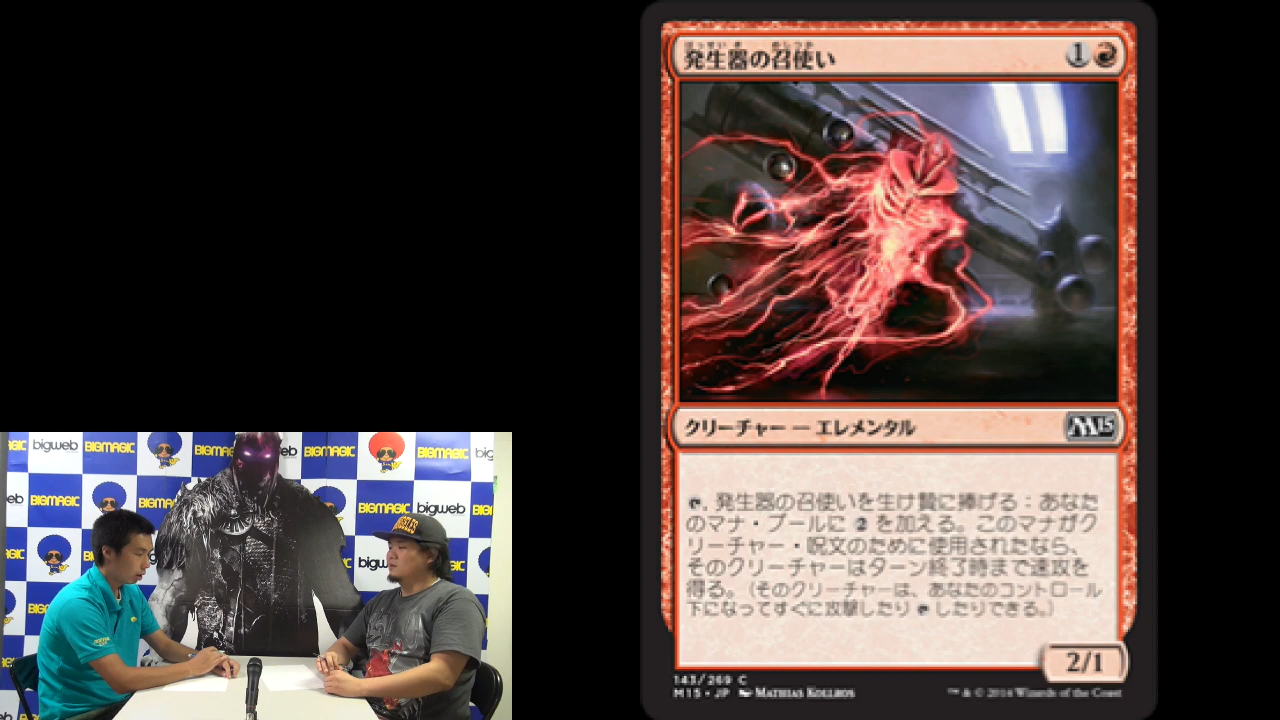 発生器の召使い
1
クリーチャー — エレメンタル
M15
，発生器の召使いを生け贄に捧げる：あなた
のマナ・プールに ② を加える。このマナがク
リーチャー・呪文のために使用されたなら、
そのクリーチャーはターン終了時まで速攻を
得る。（そのクリーチャーは、あなたのコントロール
下になってすぐに攻撃したり したりできる。）
2/1
143/269 C
M15 • JP MATHIAS KOLLROS
™ & © 2014 Wizards of the Coast
bigweb BIGMAGIC BIGMAGIC BIGMAGIC
BIGMAGIC BIGMAGIC bigweb